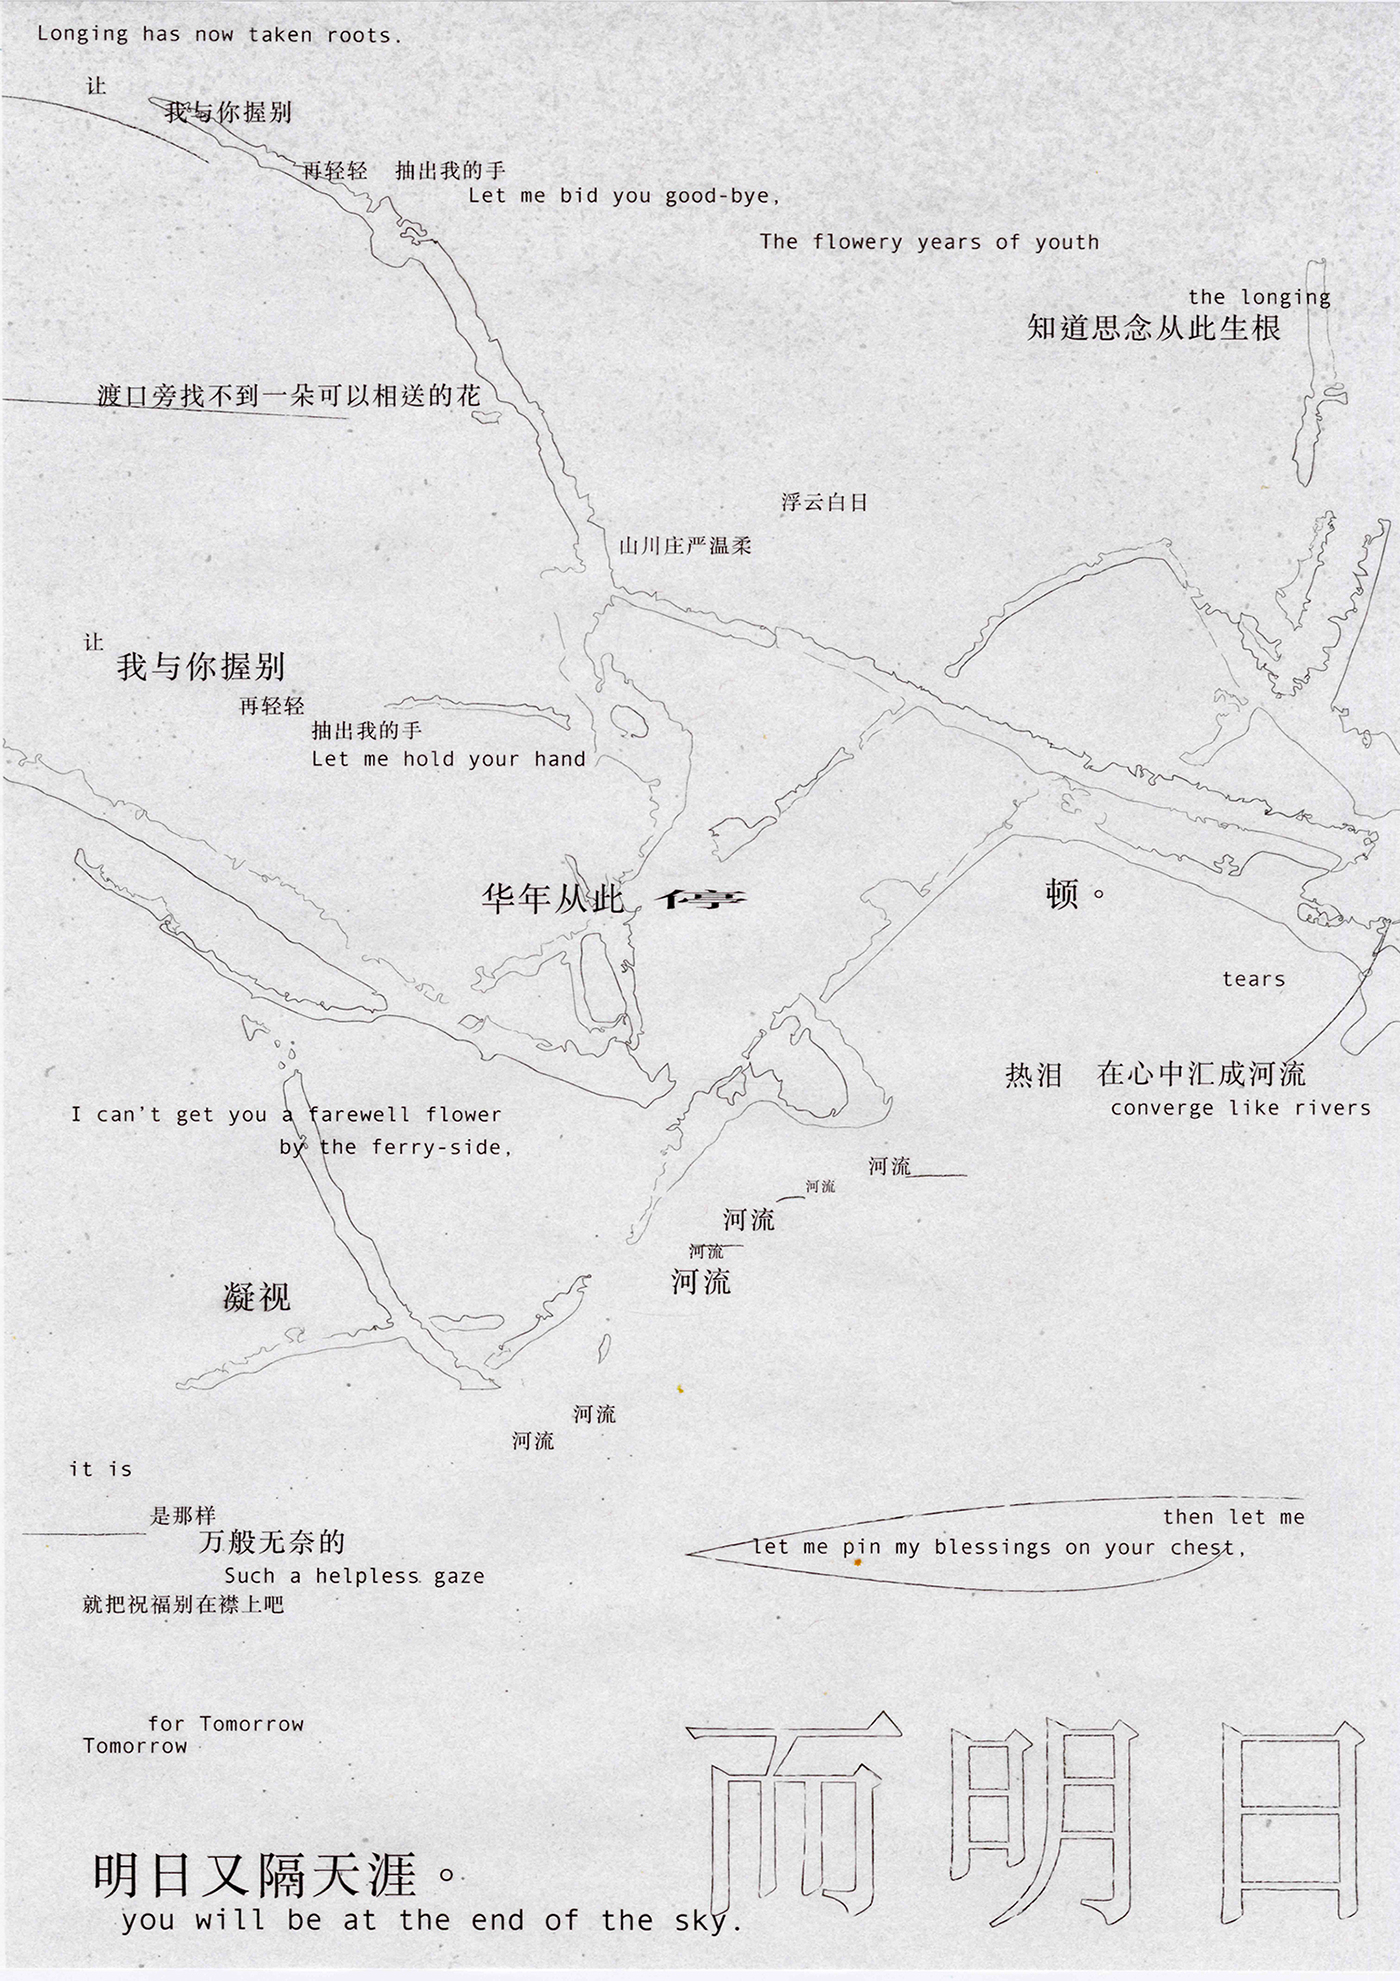 Longing has now taken roots.
让
我与你握别
再轻轻 抽出我的手
Let me bid you good-bye,
The flowery years of youth
the longing
知道思念从此生根
渡口旁找不到一朵可以相送的花
浮云白日
山川庄严温柔
让
我与你握别
再轻轻
抽出我的手
Let me hold your hand
华年从此 停 顿。
tears
热泪 在心中汇成河流
converge like rivers
I can't get you a farewell flower
by the ferry-side,
河流
河流
河流
河流
河流
凝视
河流
河流
it is
是那样
万般无奈的
Such a helpless gaze
就把祝福别在襟上吧
then let me
let me pin my blessings on your chest,
for Tomorrow
Tomorrow
而明日
明日又隔天涯。
you will be at the end of the sky.